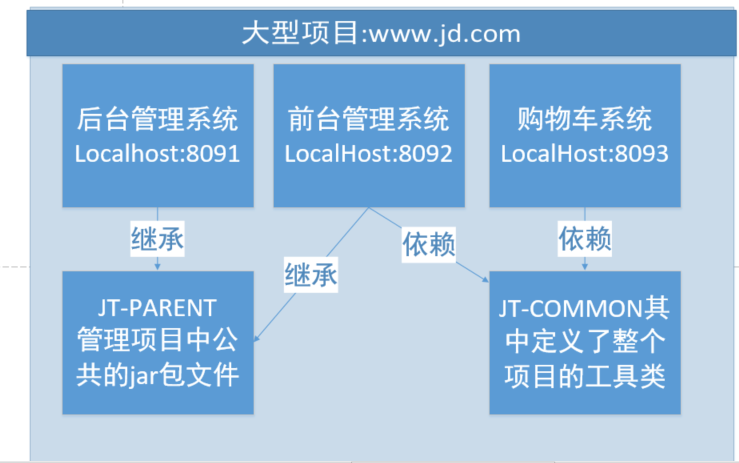 大型项目:www.jd.com
后台管理系统
Localhost:8091
前台管理系统
LocalHost:8092
购物车系统
LocalHost:8093
继承
继承
依赖
依赖
JT-PARENT
管理项目中公
共的jar包文件
JT-COMMON其
中定义了整个
项目的工具类